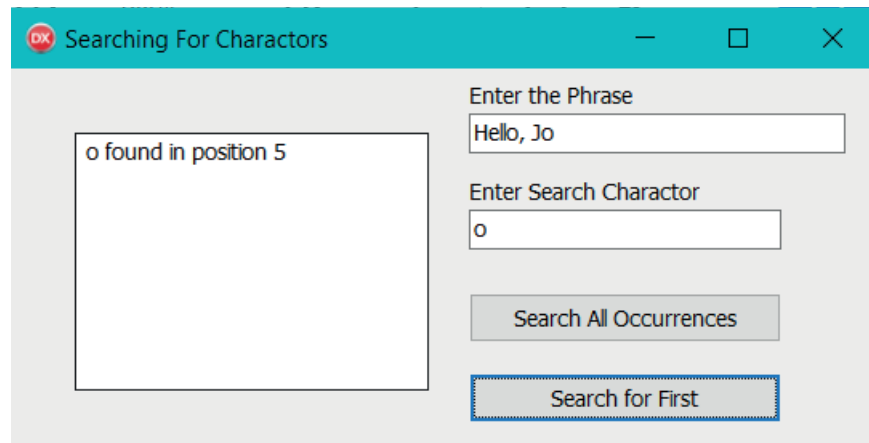 DX Searching For Charactors
Enter the Phrase
Hello, Jo
o found in position 5
Enter Search Charactor
o
Search All Occurrences
Search for First